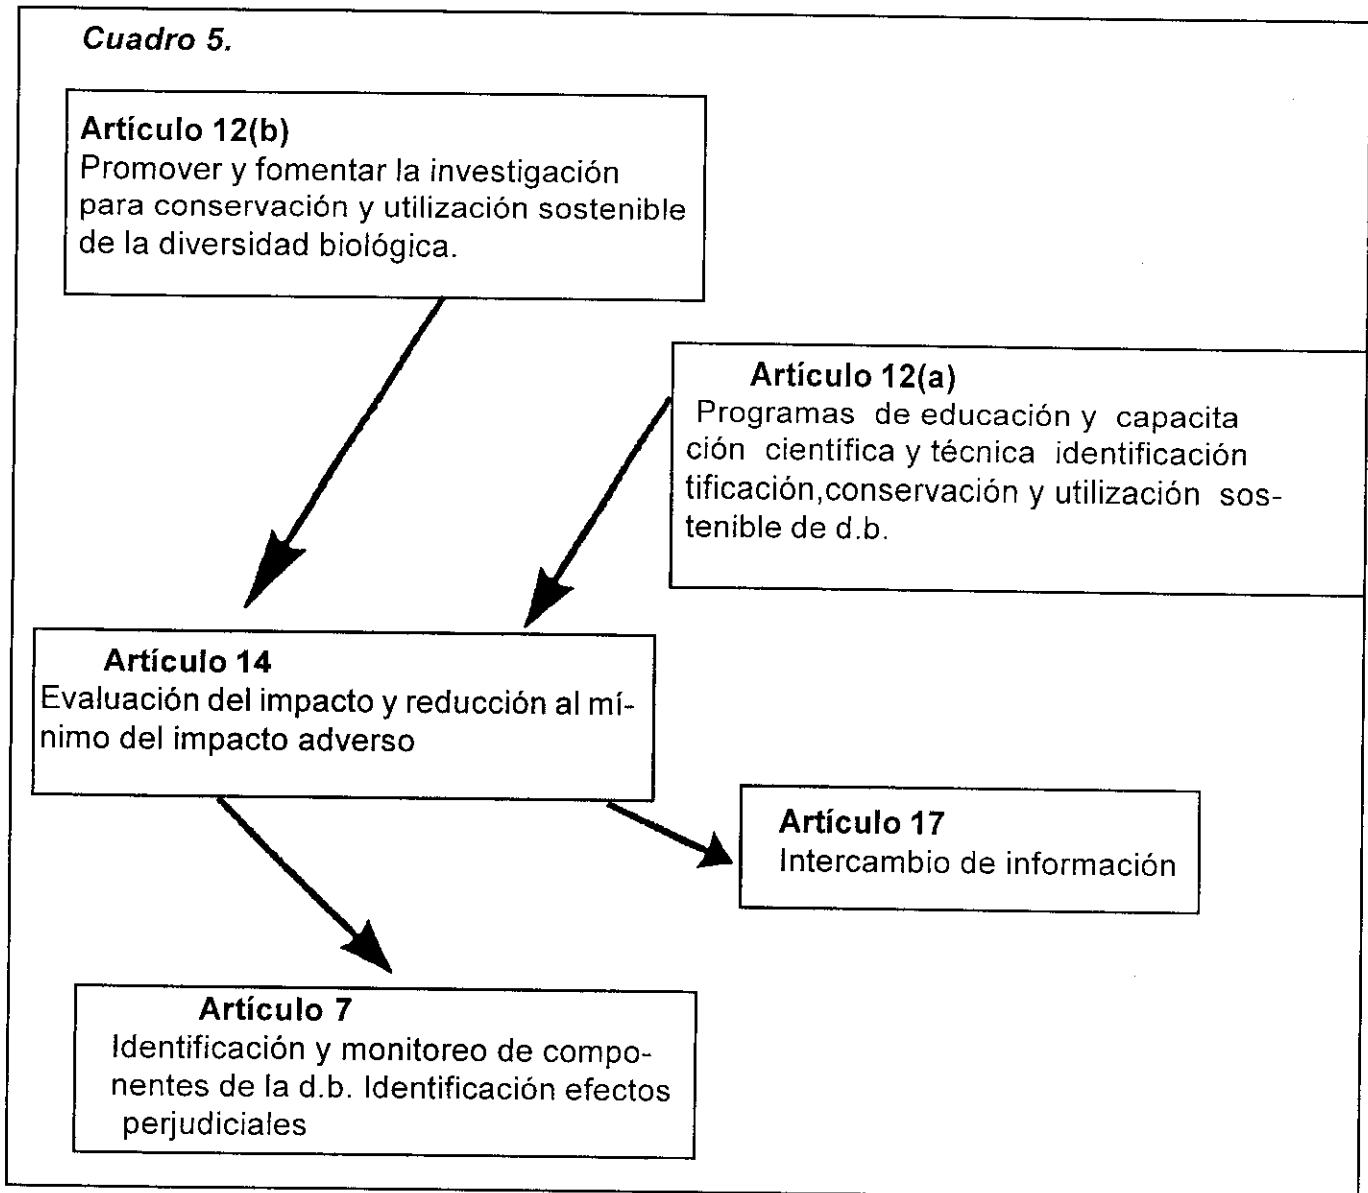 Cuadro 5.
Artículo 12(b)
Promover y fomentar la investigación
para conservación y utilización sostenible
de la diversidad biológica.
Artículo 12(a)
Programas de educación y capacita
ción científica y técnica identificación
tificación,conservación y utilización sos-
tenible de d.b.
Artículo 14
Evaluación del impacto y reducción al mí-
nimo del impacto adverso
Artículo 17
Intercambio de información
Artículo 7
Identificación y monitoreo de compo-
nentes de la d.b. Identificación efectos
perjudiciales